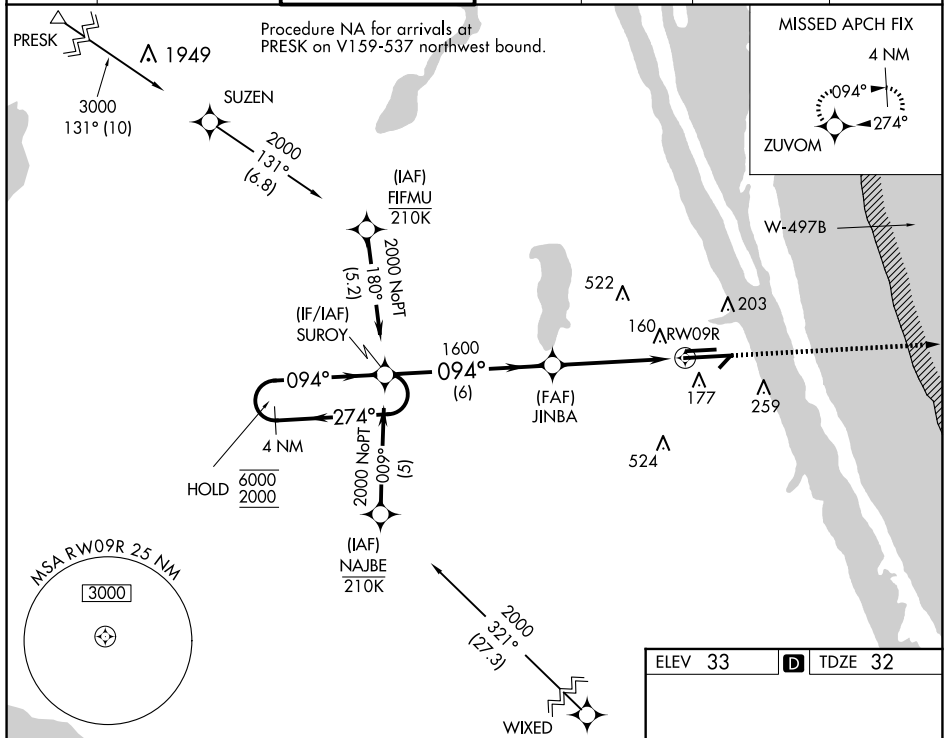 Procedure NA for arrivals at
PRESK on V159-537 northwest bound.
MISSED APCH FIX
4 NM
094°
274°
ZUVOM
PRESK
1949
3000
131° (10)
SUZEN
2000
131°
(6.8)
(IAF)
FIFMU
210K
2000 NoPT
180°
(5.2)
W-497B
(IF/IAF)
SUROY
522
203
160
RW09R
1600
094°
(6)
094°
274°
4 NM
(FAF)
JINBA
177
259
524
HOLD
6000
2000
2000 NoPT
009°
(5)
(IAF)
NAJBE
210K
MSA RW09R 25 NM
3000
2000
321°
(27.3)
WIXED
ELEV 33
D
TDZE 32